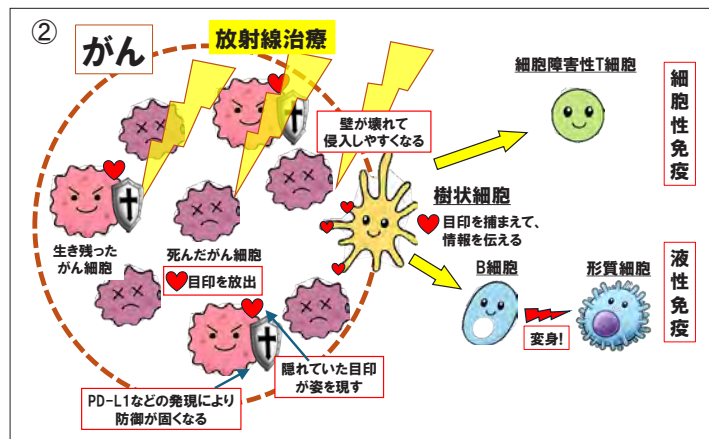 ②
がん
放射線治療
細胞障害性T細胞
細胞性免疫
壁が壊れて
侵入しやすくなる
樹状細胞
目印を捕まえて、
情報を伝える
生き残った
がん細胞
死んだがん細胞
目印を放出
B細胞
形質細胞
液性免疫
変身!
隠れていた目印
が姿を現す
PD-L1などの発現により
防御が固くなる